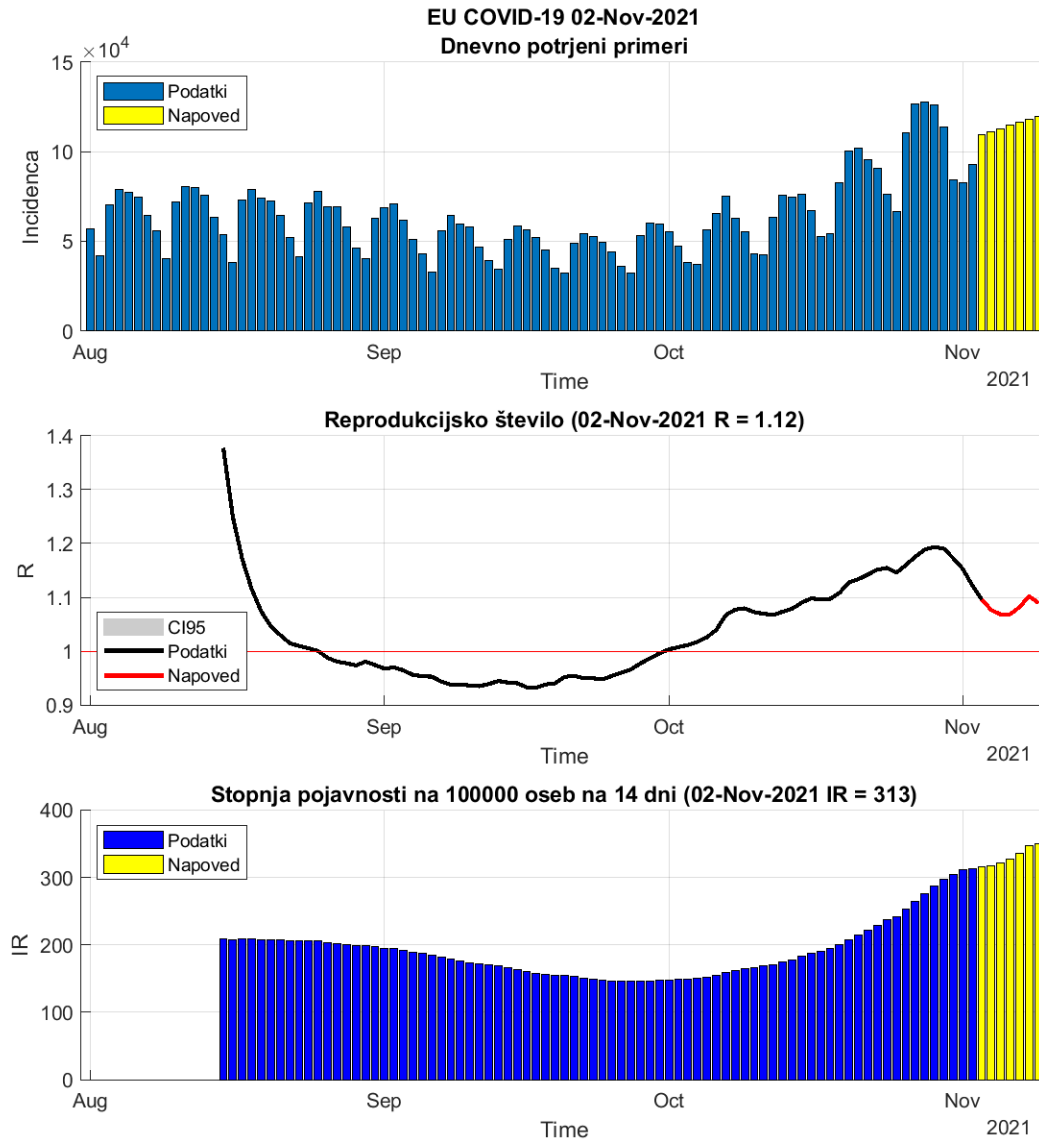 EU COVID-19 02-Nov-2021
Dnevno potrjeni primeri
×10⁴
15
10
5
0
Incidenca
Podatki
Napoved
Aug
Sep
Oct
Nov
Time
2021
Reprodukcijsko število (02-Nov-2021 R = 1.12)
1.4
1.3
1.2
1.1
1
0.9
R
CI95
Podatki
Napoved
Aug
Sep
Oct
Nov
Time
2021
Stopnja pojavnosti na 100000 oseb na 14 dni (02-Nov-2021 IR = 313)
400
300
200
100
0
IR
Podatki
Napoved
Aug
Sep
Oct
Nov
Time
2021